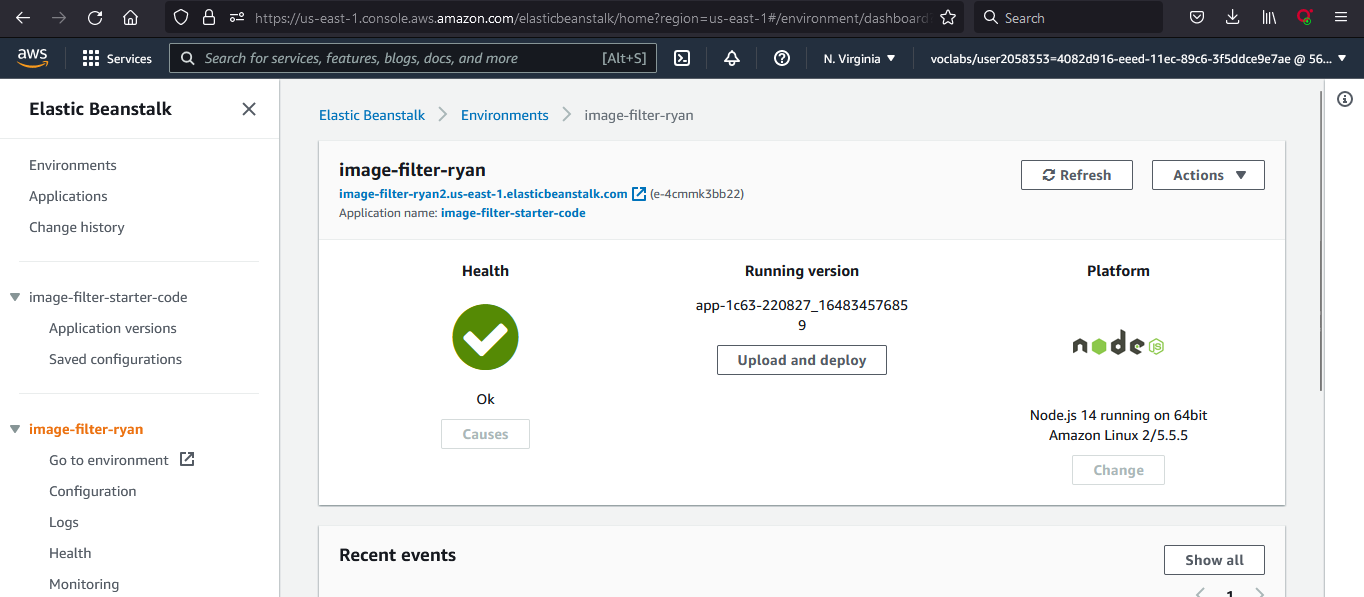 https://us-east-1.console.aws.amazon.com/elasticbeanstalk/home?region=us-east-1#/environment/dashboard
Search
aws
Services
Search for services, features, blogs, docs, and more
[Alt+S]
N. Virginia
voclabs/user2058353=4082d916-eeed-11ec-89c6-3f5ddce9e7ae @ 56...
Elastic Beanstalk
Environments
Applications
Change history
image-filter-starter-code
Application versions
Saved configurations
image-filter-ryan
Go to environment
Configuration
Logs
Health
Monitoring
Elastic Beanstalk
Environments
image-filter-ryan
image-filter-ryan
image-filter-ryan2.us-east-1.elasticbeanstalk.com (e-4cmmk3bb22)
Application name: image-filter-starter-code
Refresh
Actions
Health
Ok
Causes
Running version
app-1c63-220827_16483457685
9
Upload and deploy
Platform
node JS
Node.js 14 running on 64bit
Amazon Linux 2/5.5.5
Change
Recent events
Show all
1